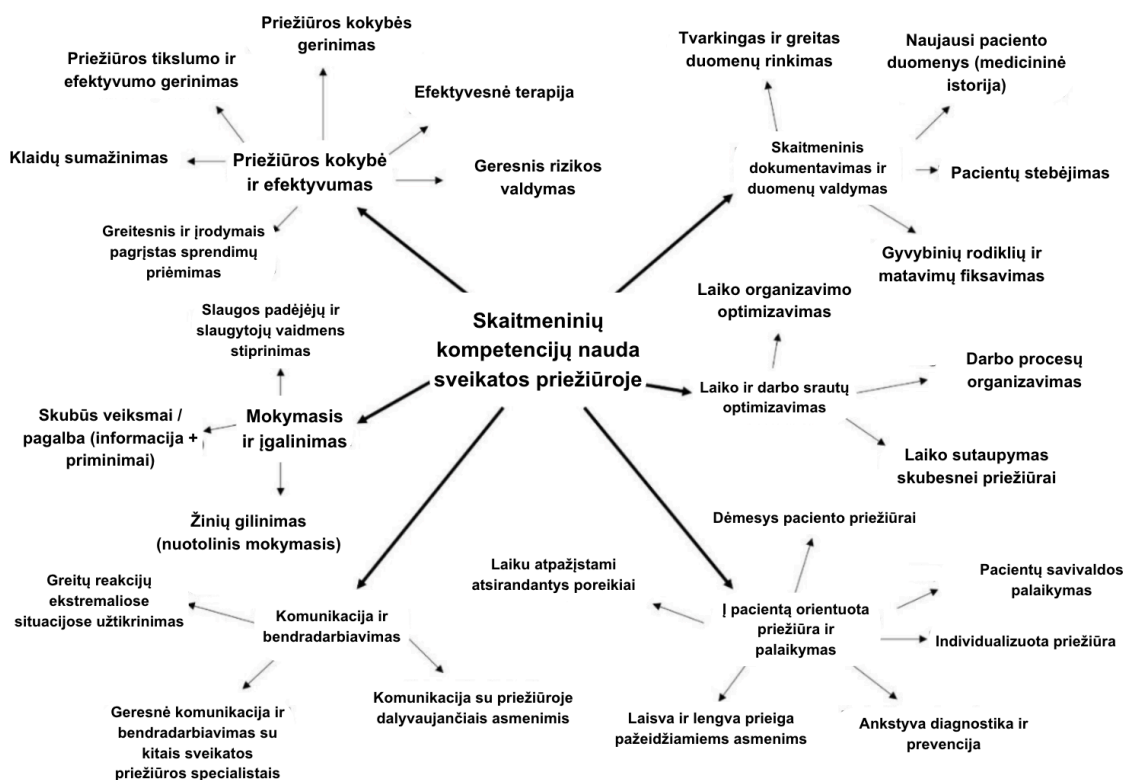 Priežiūros kokybės
gerinimas
Priežiūros tikslumo ir
efektyvumo gerinimas
Efektyvesnė terapija
Klaidų sumažinimas
Priežiūros kokybė
ir efektyvumas
Geresnis rizikos
valdymas
Greitesnis ir įrodymais
pagrįstas sprendimų
priėmimas
Tvarkingas ir greitas
duomenų rinkimas
Naujausi paciento
duomenys (medicininė
istorija)
Skaitmeninis
dokumentavimas ir
duomenų valdymas
Pacientų stebėjimas
Gyvybinių rodiklių ir
matavimų fiksavimas
Skaitmeninių
kompetencijų nauda
sveikatos priežiūroje
Slaugos padėjėjų ir
slaugytojų vaidmens
stiprinimas
Skubūs veiksmai /
pagalba (informacija +
priminimai)
Mokymasis
ir įgalinimas
Žinių gilinimas
(nuotolinis mokymasis)
Laiko organizavimo
optimizavimas
Laiko ir darbo srautų
optimizavimas
Darbo procesų
organizavimas
Laiko sutaupymas
skubesnei priežiūrai
Greitų reakcijų
ekstremaliose
situacijose užtikrinimas
Komunikacija ir
bendradarbiavimas
Geresnė komunikacija ir
bendradarbiavimas su
kitais sveikatos
priežiūros specialistais
Komunikacija su priežiūroje
dalyvaujančiais asmenimis
Dėmesys paciento priežiūrai
Laiku atpažįstami
atsirandantys poreikiai
Pacientų savivaldos
palaikymas
Į pacientą orientuota
priežiūra ir
palaikymas
Individualizuota priežiūra
Laisva ir lengva prieiga
pažeidžiamiems asmenims
Ankstyva diagnostika ir
prevencija